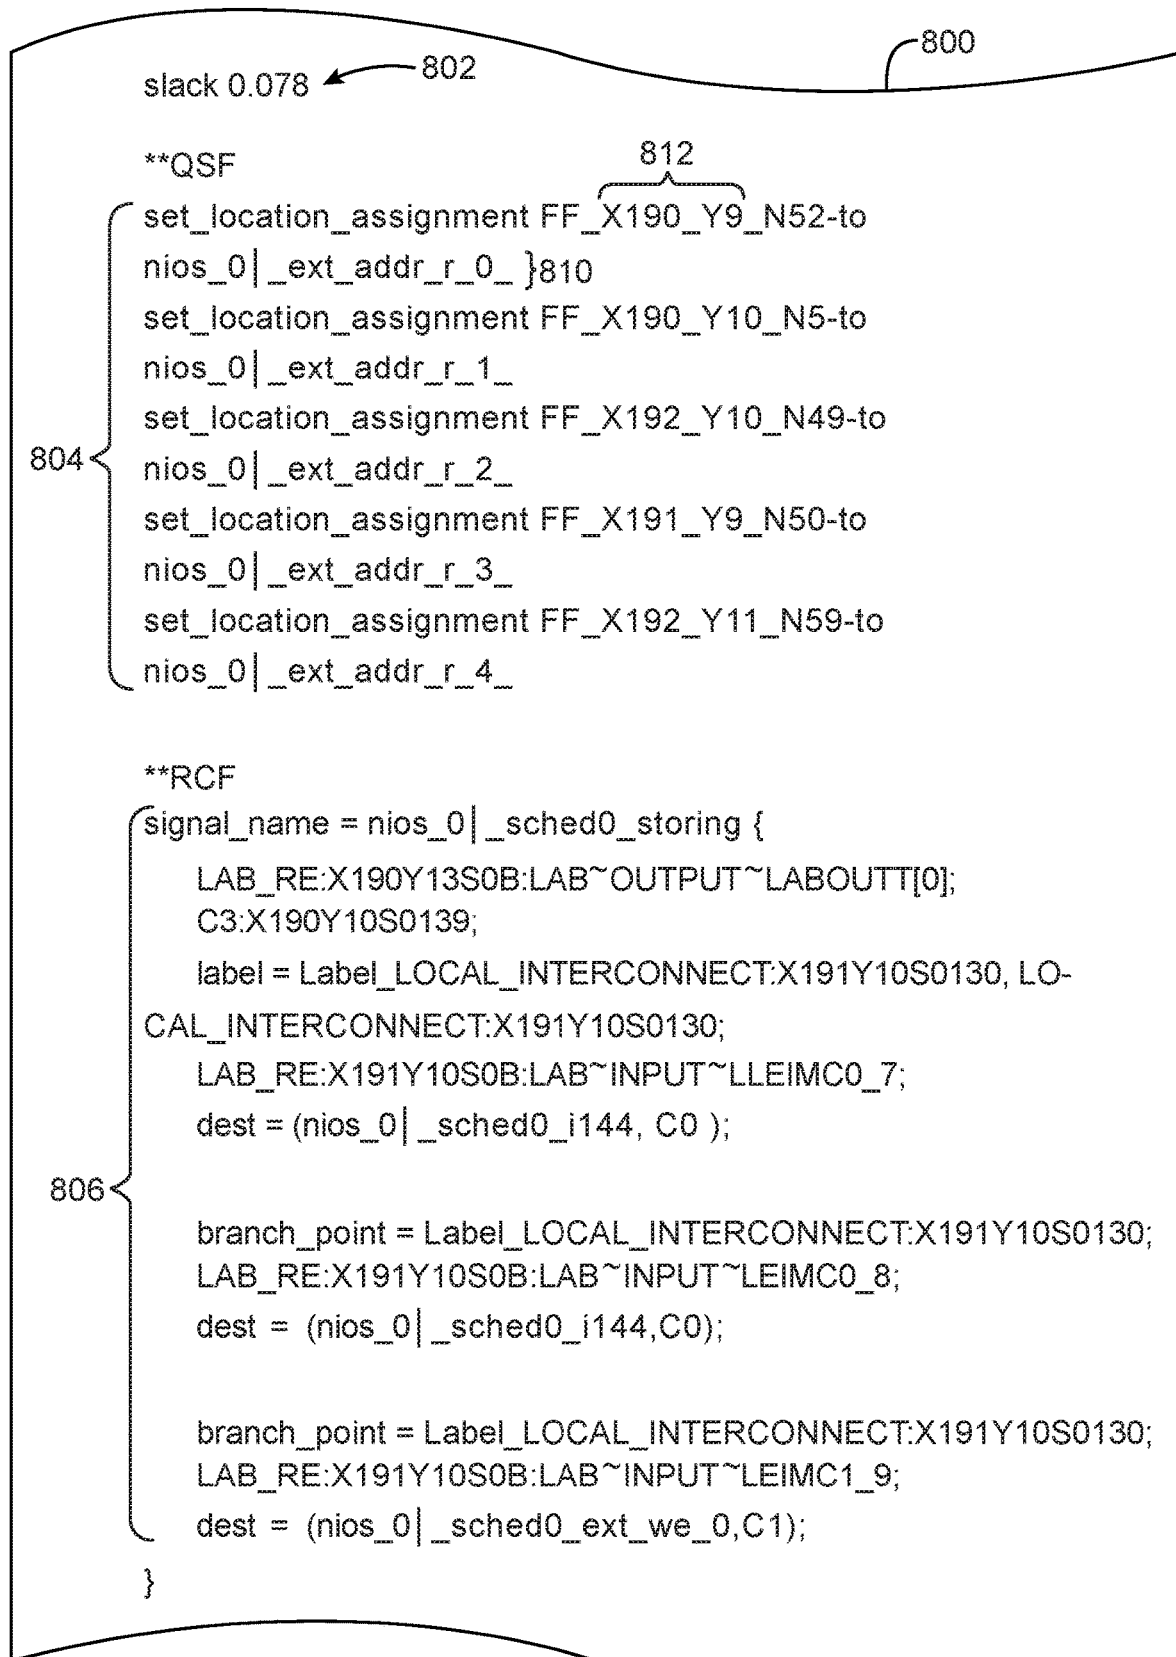 800
slack 0.078 802
**QSF
812
set_location_assignment FF_X190_Y9_N52-to
nios_0|_ext_addr_r_0_ }810
set_location_assignment FF_X190_Y10_N5-to
nios_0|_ext_addr_r_1_
set_location_assignment FF_X192_Y10_N49-to
804
nios_0|_ext_addr_r_2_
set_location_assignment FF_X191_Y9_N50-to
nios_0|_ext_addr_r_3_
set_location_assignment FF_X192_Y11_N59-to
nios_0|_ext_addr_r_4_
**RCF
signal_name = nios_0|_sched0_storing {
LAB_RE:X190Y13S0B:LAB~OUTPUT~LABOUTT[0];
C3:X190Y10S0139;
label = Label_LOCAL_INTERCONNECT:X191Y10S0130, LO-
CAL_INTERCONNECT:X191Y10S0130;
LAB_RE:X191Y10S0B:LAB~INPUT~LLEIMC0_7;
dest = (nios_0|_sched0_i144, C0 );
806
branch_point = Label_LOCAL_INTERCONNECT:X191Y10S0130;
LAB_RE:X191Y10S0B:LAB~INPUT~LEIMC0_8;
dest = (nios_0|_sched0_i144,C0);
branch_point = Label_LOCAL_INTERCONNECT:X191Y10S0130;
LAB_RE:X191Y10S0B:LAB~INPUT~LEIMC1_9;
dest = (nios_0|_sched0_ext_we_0,C1);
}